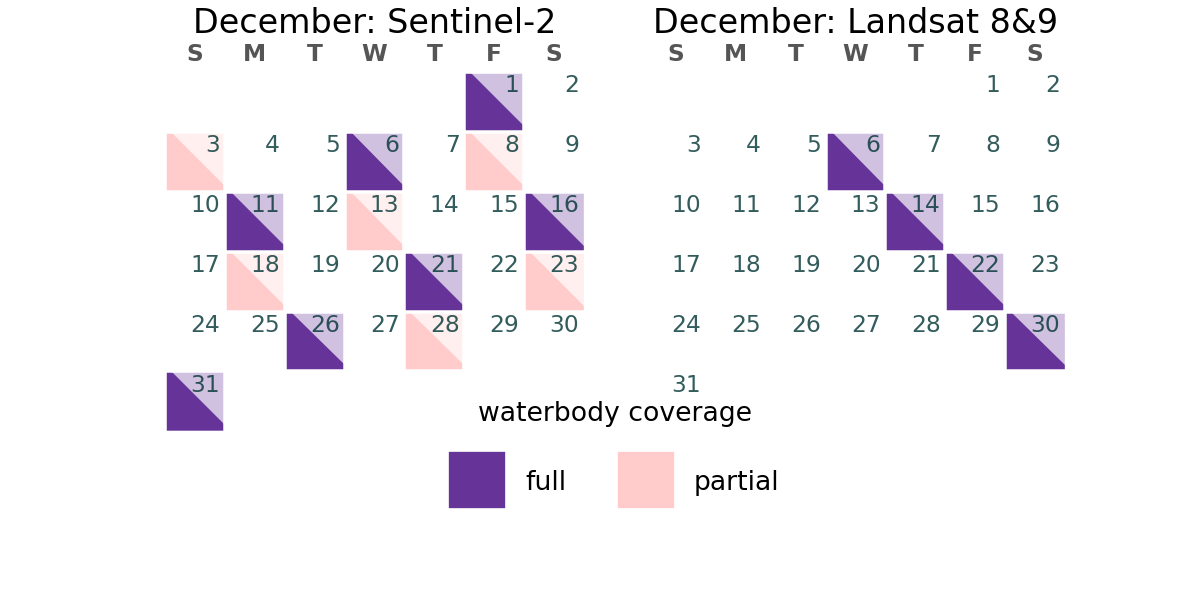 December: Sentinel-2
S M T W T F S
1 2
3 4 5 6 7 8 9
10 11 12 13 14 15 16
17 18 19 20 21 22 23
24 25 26 27 28 29 30
31
December: Landsat 8&9
S M T W T F S
1 2
3 4 5 6 7 8 9
10 11 12 13 14 15 16
17 18 19 20 21 22 23
24 25 26 27 28 29 30
31
waterbody coverage
full partial